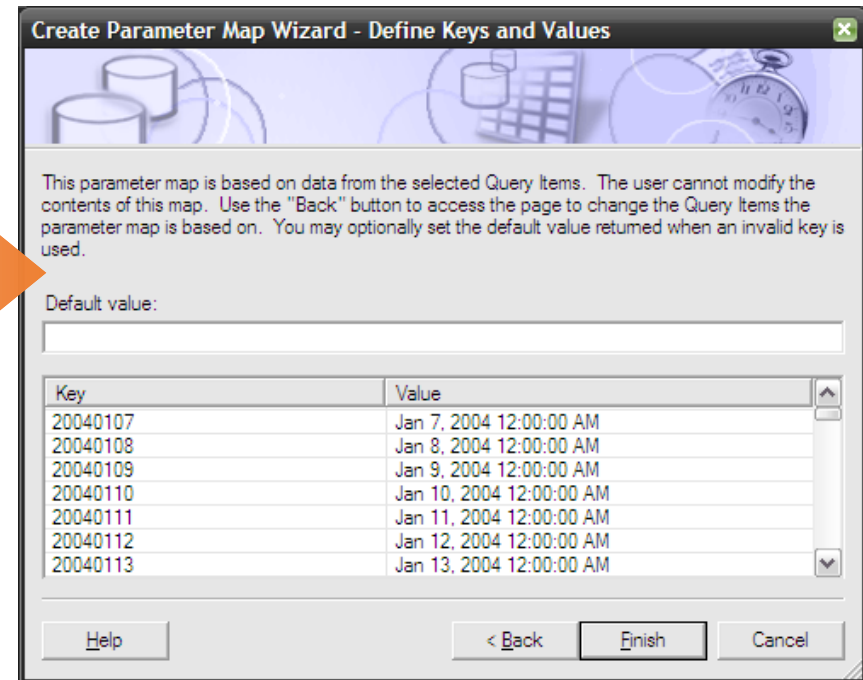 Create Parameter Map Wizard - Define Keys and Values
This parameter map is based on data from the selected Query Items. The user cannot modify the
contents of this map. Use the "Back" button to access the page to change the Query Items the
parameter map is based on. You may optionally set the default value returned when an invalid key is
used.
Default value:
Key Value
20040107 Jan 7, 2004 12:00:00 AM
20040108 Jan 8, 2004 12:00:00 AM
20040109 Jan 9, 2004 12:00:00 AM
20040110 Jan 10, 2004 12:00:00 AM
20040111 Jan 11, 2004 12:00:00 AM
20040112 Jan 12, 2004 12:00:00 AM
20040113 Jan 13, 2004 12:00:00 AM
Help < Back Finish Cancel